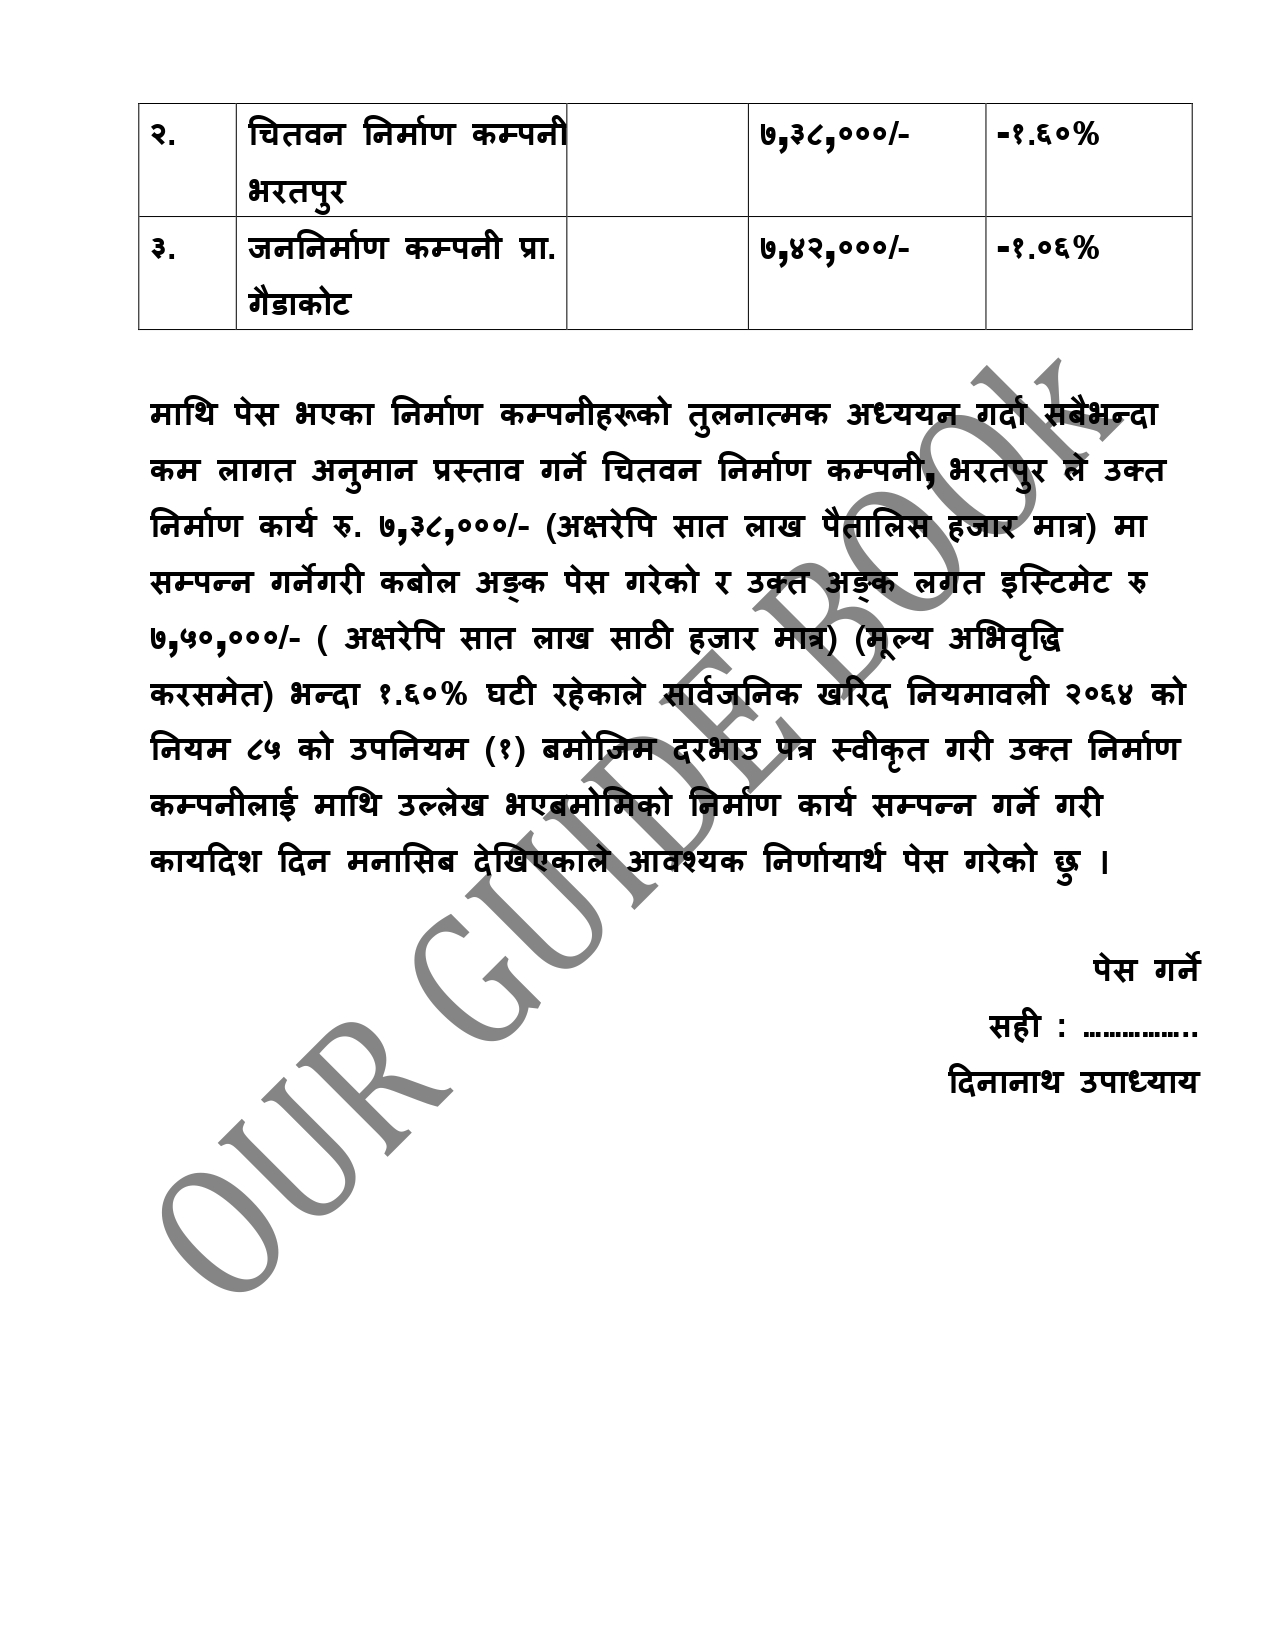 २. चितवन निर्माण कम्पनी ७,३८,०००/- -१.६०%
भरतपुर
३. जननिर्माण कम्पनी प्रा. ७,४२,०००/- -१.०६%
गैडाकोट
माथि पेस भएका निर्माण कम्पनीहरूको तुलनात्मक अध्ययन गर्दा सबैभन्दा
कम लागत अनुमान प्रस्ताव गर्ने चितवन निर्माण कम्पनी, भरतपुर ले उक्त
निर्माण कार्य रु. ७,३८,०००/- (अक्षरेपि सात लाख पैतालिस हजार मात्र) मा
सम्पन्न गर्नेगरी कबोल अङ्क पेस गरेको र उक्त अङ्क लगत इस्टिमेट रु
७,५०,०००/- ( अक्षरेपि सात लाख साठी हजार मात्र) (मूल्य अभिवृद्धि
करसमेत) भन्दा १.६०% घटी रहेकाले सार्वजनिक खरिद नियमावली २०६४ को
नियम ८५ को उपनियम (१) बमोजिम दरभाउ पत्र स्वीकृत गरी उक्त निर्माण
कम्पनीलाई माथि उल्लेख भएबमोमिको निर्माण कार्य सम्पन्न गर्ने गरी
कायदिश दिन मनासिब देखिएकाले आवश्यक निर्णायार्थ पेस गरेको छु ।
पेस गर्ने
सही : ……………..
दिनानाथ उपाध्याय
OUR GUIDE BOOk